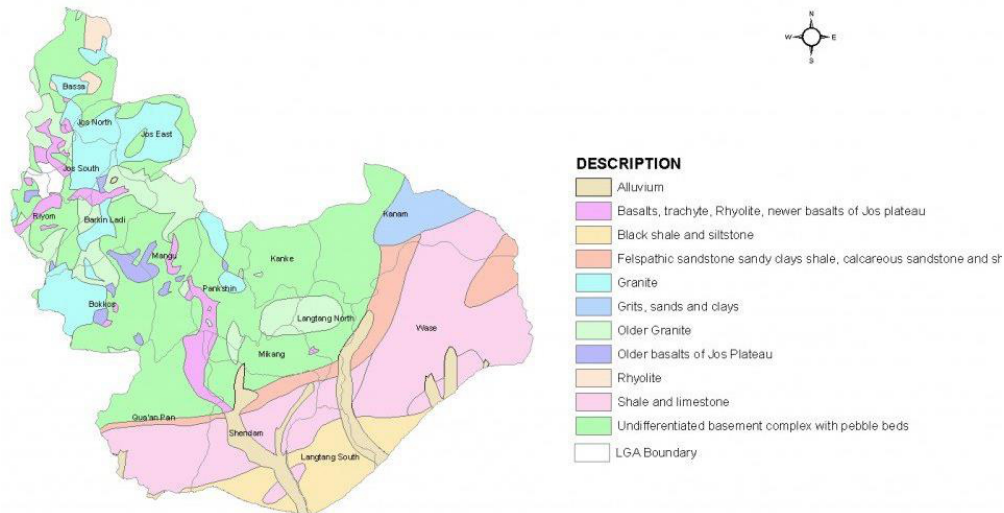 N
W E
S
Bassa
Jos North
Jos East
Jos South
Riyom
Barkin Ladi
Kanam
Mangu
Kanke
Pankshin
Bokkos
Langtang North
Wase
Mikang
Qua'an Pan
Shendam
Langtang South
DESCRIPTION
Alluvium
Basalts, trachyte, Rhyolite, newer basalts of Jos plateau
Black shale and siltstone
Felspathic sandstone sandy clays shale, calcareous sandstone and sh
Granite
Grits, sands and clays
Older Granite
Older basalts of Jos Plateau
Rhyolite
Shale and limestone
Undifferentiated basement complex with pebble beds
LGA Boundary